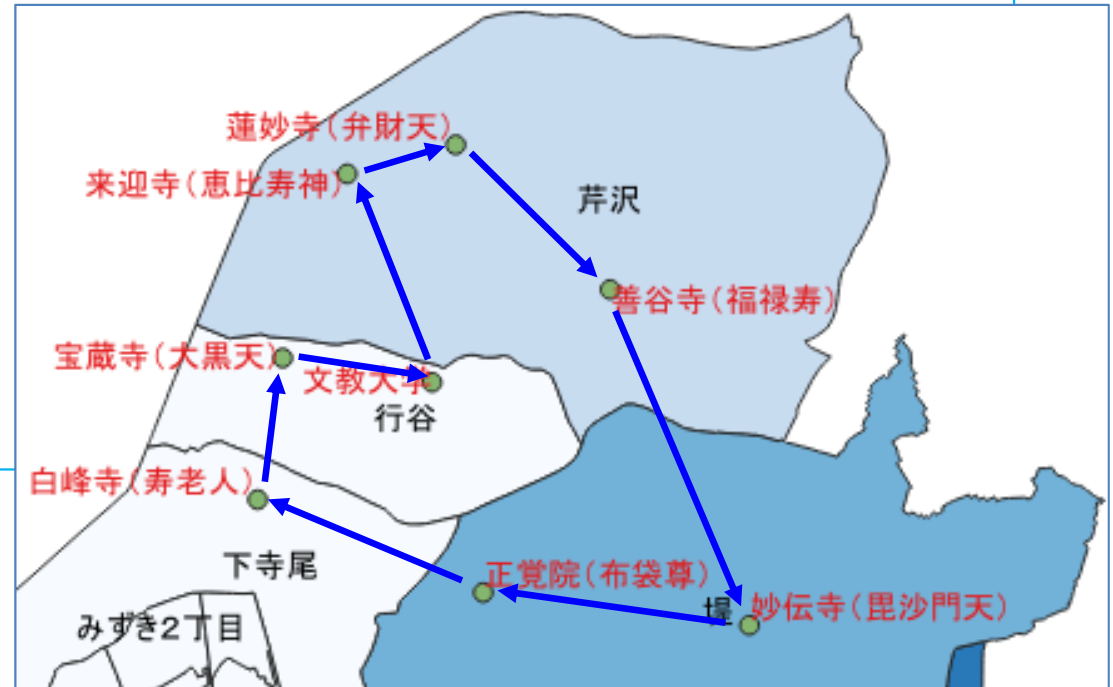 蓮妙寺（弁財天）
来迎寺（恵比寿神）
芹沢
善谷寺（福禄寿）
宝蔵寺（大黒天）
文教大学
行谷
白峰寺（寿老人）
下寺尾
正覚院（布袋尊）
堤
妙伝寺（毘沙門天）
みずき2丁目